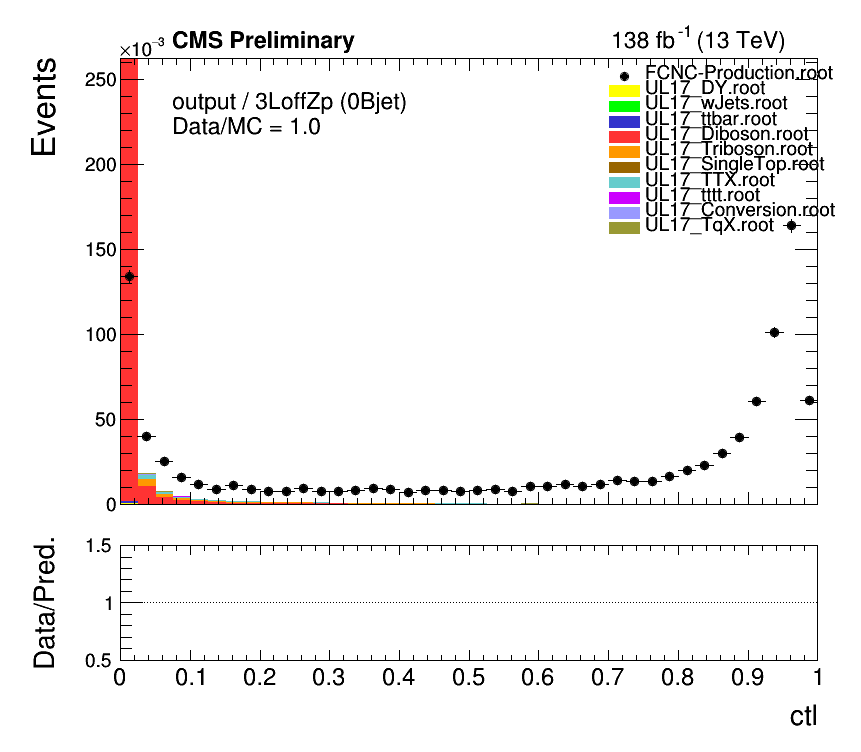 ×10⁻³ CMS Preliminary 138 fb⁻¹ (13 TeV)
Events
250
200
150
100
50
0
output / 3LoffZp (0Bjet)
Data/MC = 1.0
FCNC-Production.root
UL17_DY.root
UL17_wJets.root
UL17_ttbar.root
UL17_Diboson.root
UL17_Triboson.root
UL17_SingleTop.root
UL17_TTX.root
UL17_tttt.root
UL17_Conversion.root
UL17_TqX.root
Data/Pred.
1.5
1
0.5
0 0.1 0.2 0.3 0.4 0.5 0.6 0.7 0.8 0.9 1
ctl